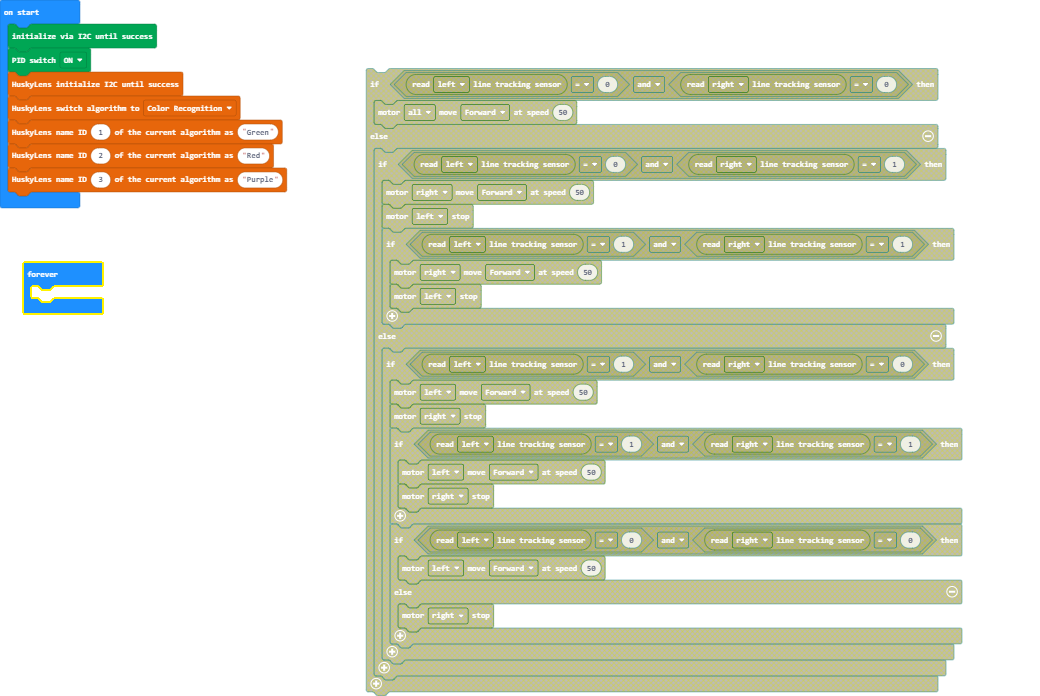 on start
initialize via I2C until success
PID switch ON
HuskyLens initialize I2C until success
HuskyLens switch algorithm to Color Recognition
HuskyLens name ID 1 of the current algorithm as "Green"
HuskyLens name ID 2 of the current algorithm as "Red"
HuskyLens name ID 3 of the current algorithm as "Purple"
forever
if read left line tracking sensor = 0 and read right line tracking sensor = 0 then
motor all move Forward at speed 50
else
if read left line tracking sensor = 0 and read right line tracking sensor = 1 then
motor right move Forward at speed 50
motor left stop
if read left line tracking sensor = 1 and read right line tracking sensor = 1 then
motor right move Forward at speed 50
motor left stop
else
if read left line tracking sensor = 1 and read right line tracking sensor = 0 then
motor left move Forward at speed 50
motor right stop
if read left line tracking sensor = 1 and read right line tracking sensor = 1 then
motor left move Forward at speed 50
motor right stop
if read left line tracking sensor = 0 and read right line tracking sensor = 0 then
motor left move Forward at speed 50
else
motor right stop